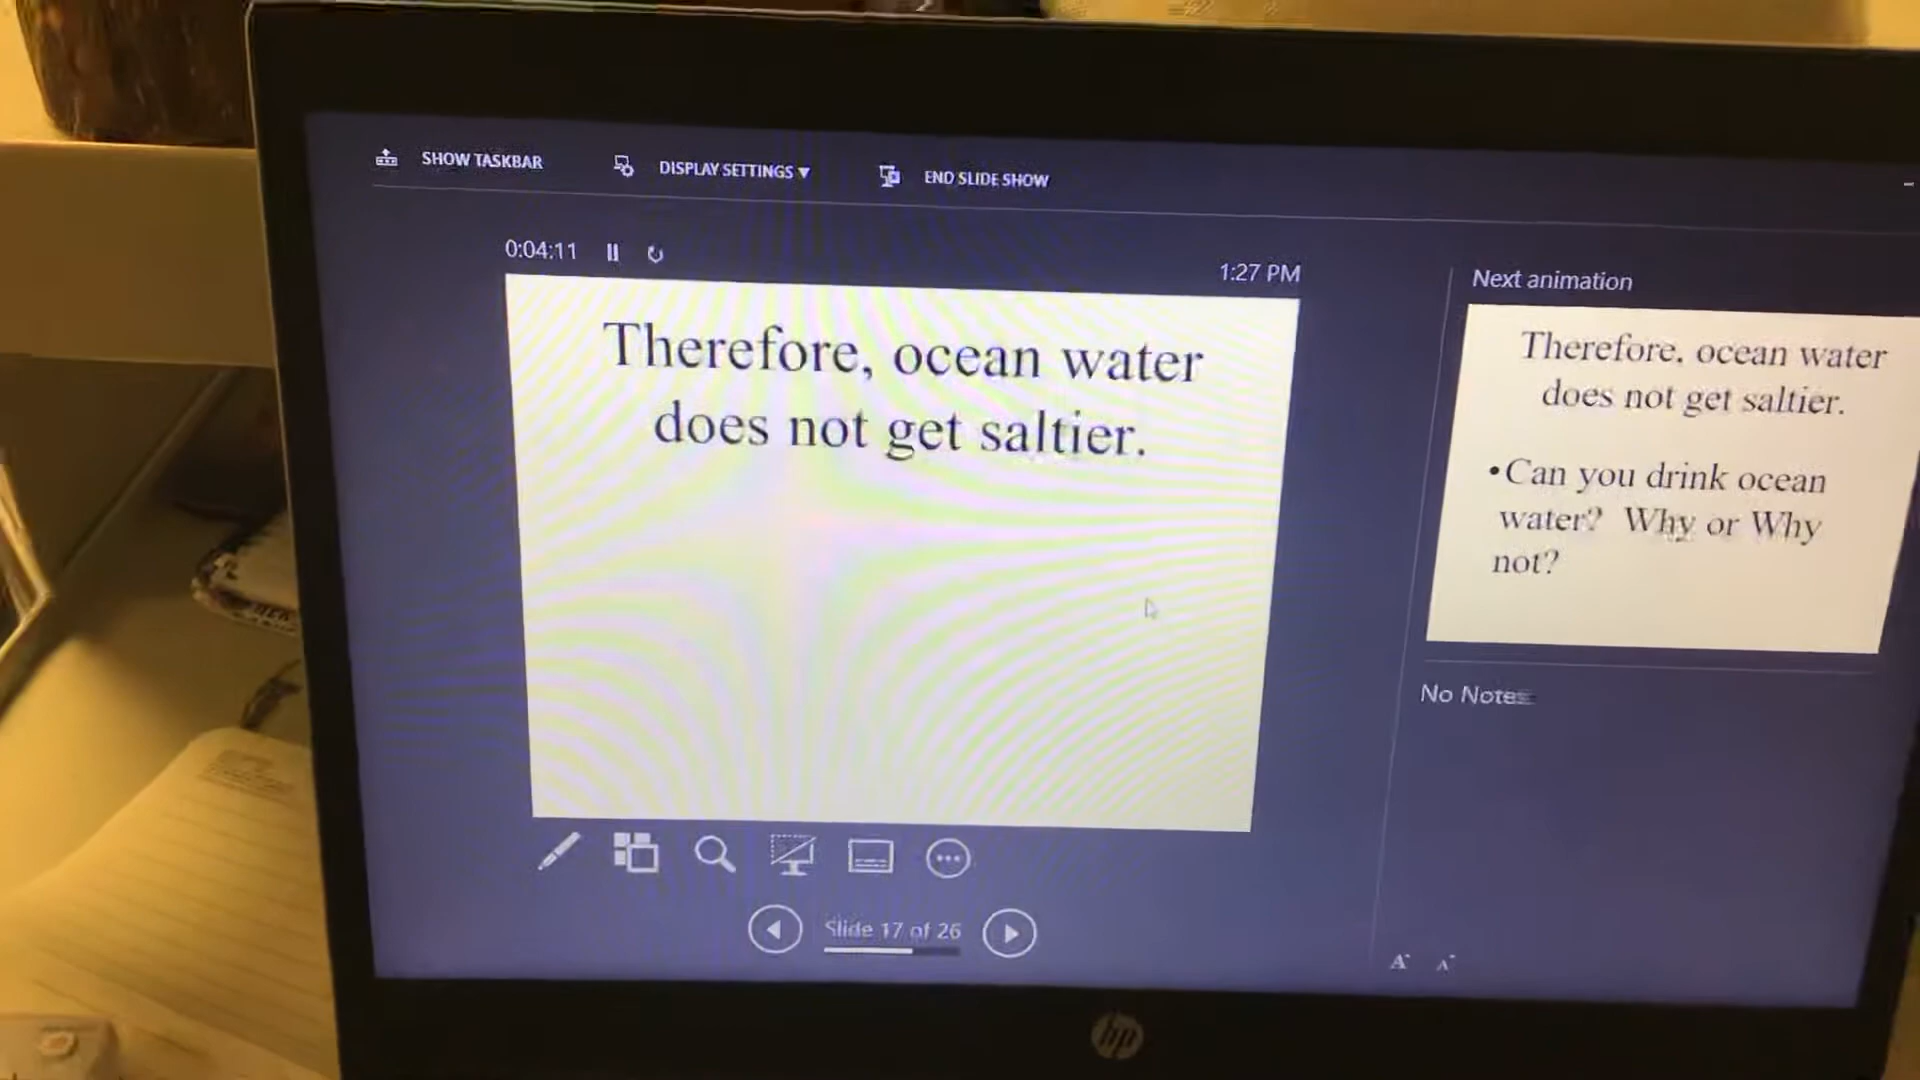 SHOW TASKBAR
DISPLAY SETTINGS ▼
END SLIDE SHOW
0:04:11
1:27 PM
Therefore, ocean water
does not get saltier.
Next animation
Therefore, ocean water
does not get saltier.
•Can you drink ocean
water? Why or Why
not?
No Notes
Slide 17 of 26
A A
hp